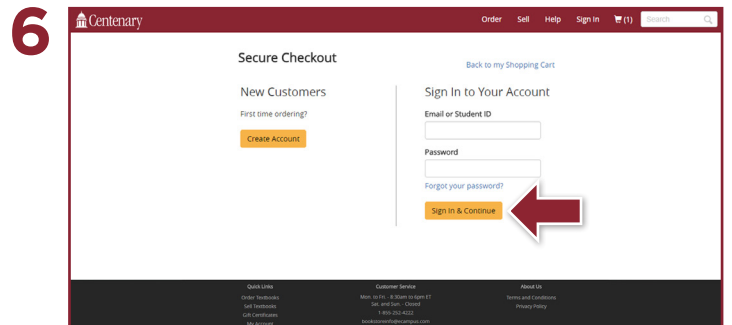 6
Centenary
Order Sell Help Sign In (1) Search
Secure Checkout
Back to my Shopping Cart
New Customers
First time ordering?
Create Account
Sign In to Your Account
Email or Student ID
Password
Forgot your password?
Sign In & Continue
Quick Links
Order Textbooks
Sell Textbooks
Gift Certificates
My Account
Customer Service
Mon. to Fri. - 8:30am to 6pm ET
Sat. and Sun. - Closed
1-855-252-4222
bookstoreinfo@ecampus.com
About Us
Terms and Conditions
Privacy Policy